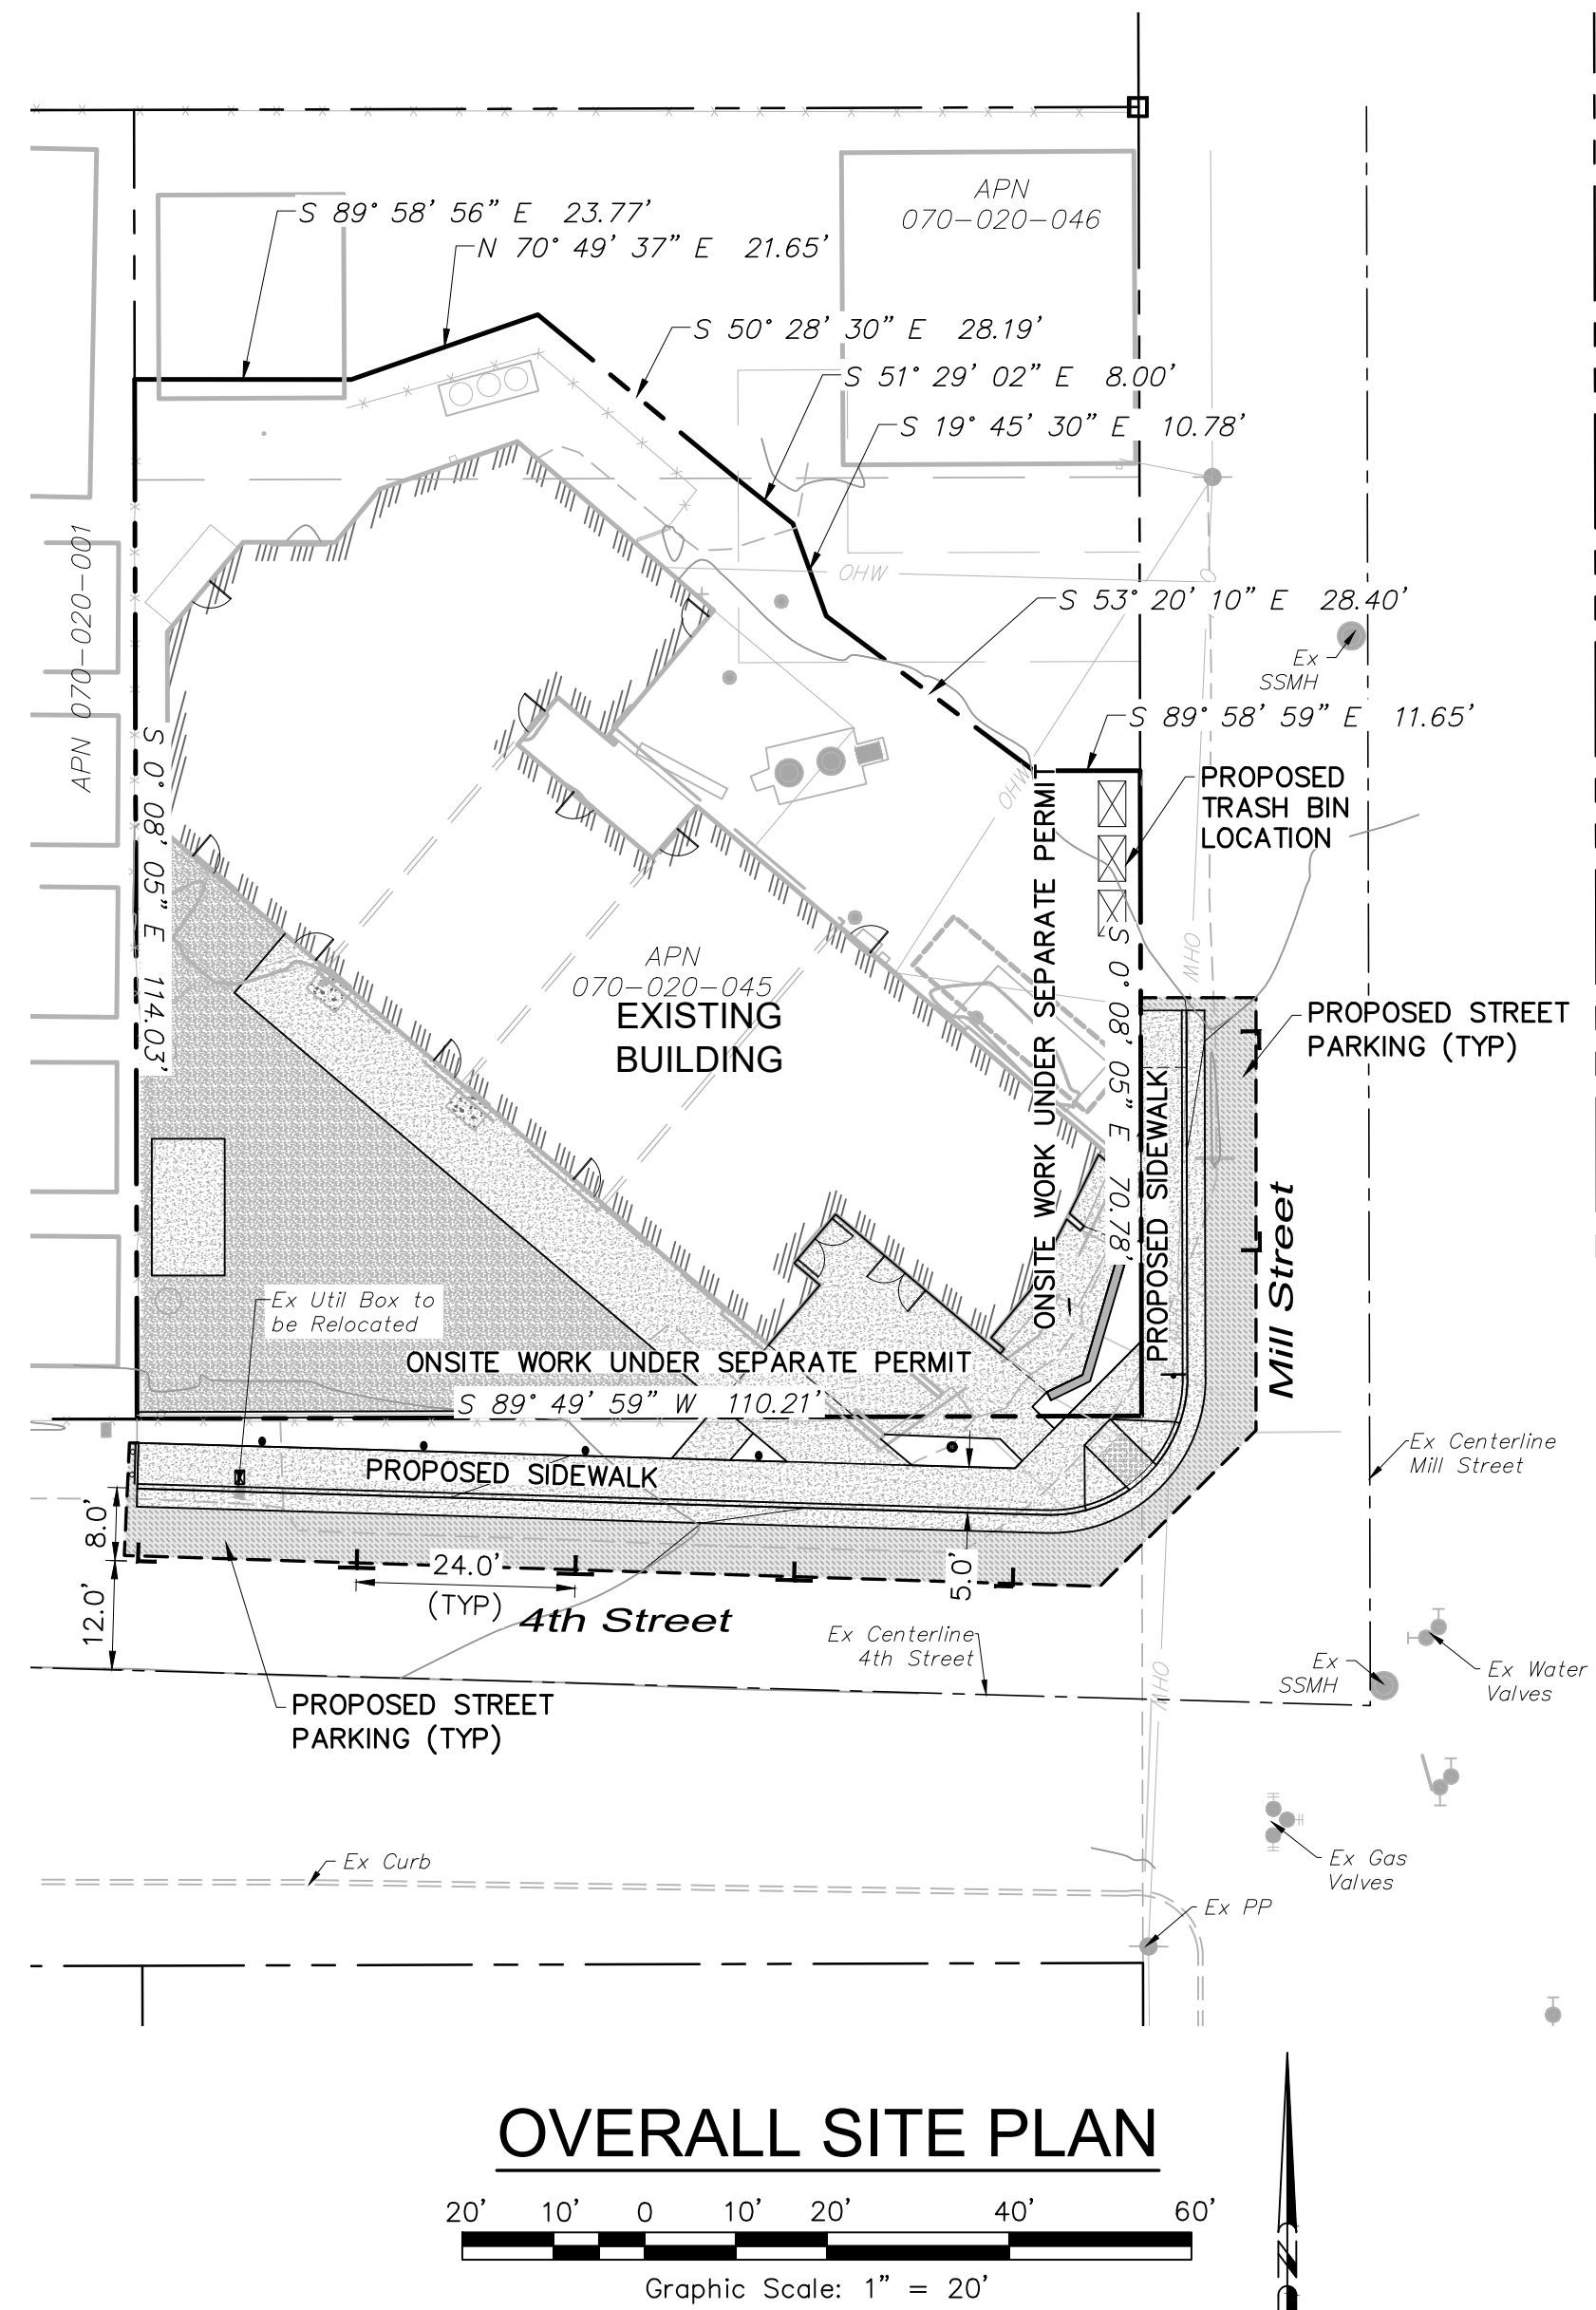 APN
070-020-046
S 89° 58’ 56” E 23.77’
N 70° 49’ 37” E 21.65’
S 50° 28’ 30” E 28.19’
S 51° 29’ 02” E 8.00’
S 19° 45’ 30” E 10.78’
OHW
S 53° 20’ 10” E 28.40’
Ex
SSMH
APN 070-020-001
S 89° 58’ 59” E 11.65’
S 0° 08’ 05” E 114.03’
OHW
PROPOSED
TRASH BIN
LOCATION
ONSITE WORK UNDER SEPARATE PERMIT
APN
070-020-045
EXISTING
BUILDING
S 0° 08’ 05” E 70.78’
OHW
PROPOSED STREET
PARKING (TYP)
PROPOSED SIDEWALK
Mill Street
Ex Util Box to
be Relocated
ONSITE WORK UNDER SEPARATE PERMIT
S 89° 49’ 59” W 110.21’
Ex Centerline
Mill Street
PROPOSED SIDEWALK
8.0’
24.0’
(TYP)
5.0’
12.0’
4th Street
Ex Centerline
4th Street
Ex
SSMH
Ex Water
Valves
OHW
PROPOSED STREET
PARKING (TYP)
Ex Curb
Ex Gas
Valves
Ex PP
OVERALL SITE PLAN
20’ 10’ 0 10’ 20’ 40’ 60’
Graphic Scale: 1” = 20’